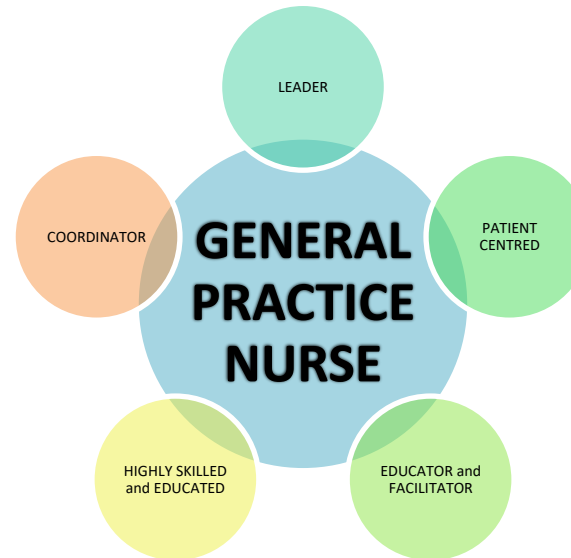 LEADER
PATIENT
CENTRED
COORDINATOR
GENERAL
PRACTICE
NURSE
HIGHLY SKILLED
and EDUCATED
EDUCATOR and
FACILITATOR